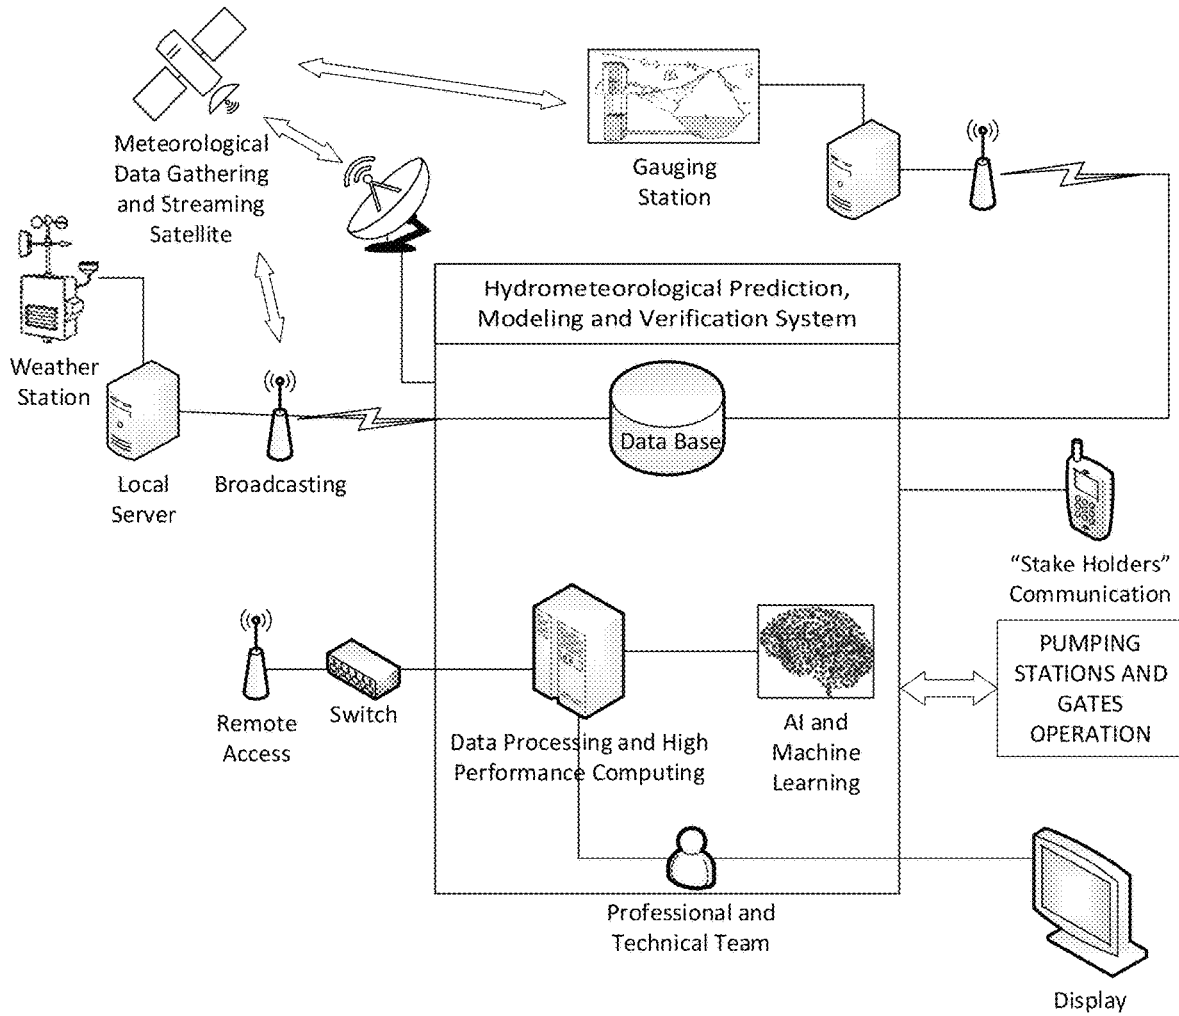 Meteorological
Data Gathering
and Streaming
Satellite
Gauging
Station
Weather
Station
Hydrometeorological Prediction,
Modeling and Verification System
Data Base
Local
Server
Broadcasting
"Stake Holders"
Communication
PUMPING
STATIONS AND
GATES
OPERATION
Remote
Access
Switch
Data Processing and High
Performance Computing
AI and
Machine
Learning
Professional and
Technical Team
Display